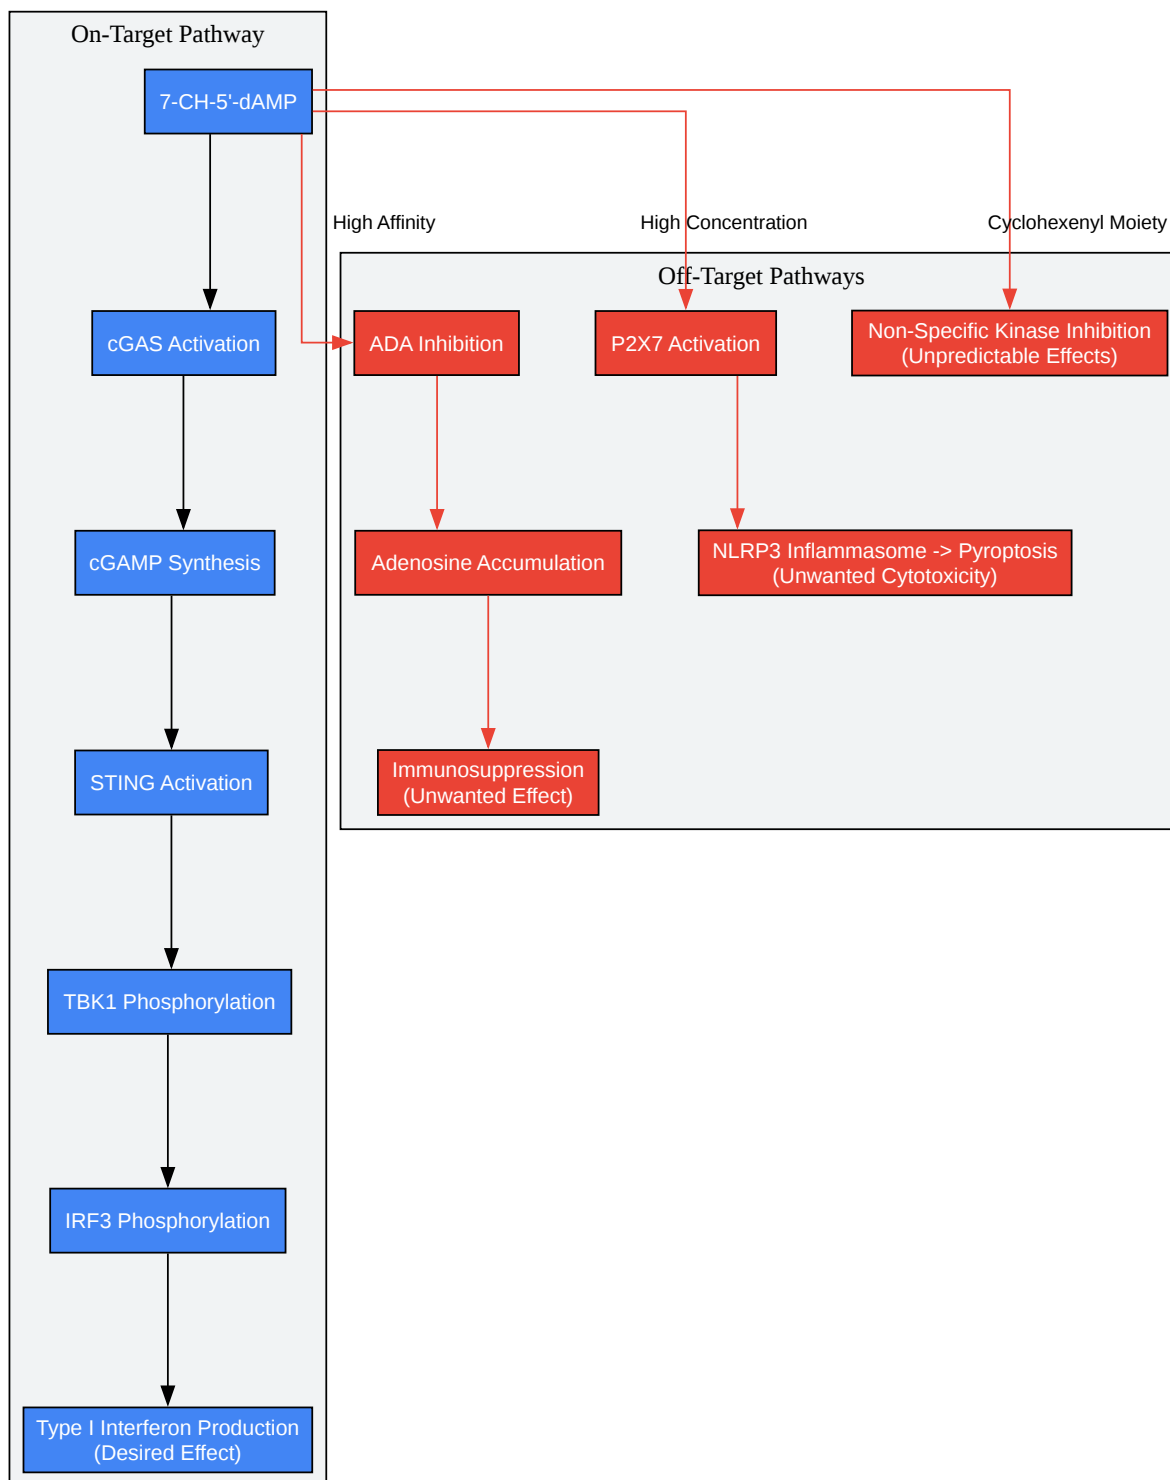 On-Target Pathway
7-CH-5'-dAMP
cGAS Activation
cGAMP Synthesis
STING Activation
TBK1 Phosphorylation
IRF3 Phosphorylation
Type I Interferon Production
(Desired Effect)
High Affinity
High Concentration
Cyclohexenyl Moiety
Off-Target Pathways
ADA Inhibition
P2X7 Activation
Non-Specific Kinase Inhibition
(Unpredictable Effects)
Adenosine Accumulation
NLRP3 Inflammasome -> Pyroptosis
(Unwanted Cytotoxicity)
Immunosuppression
(Unwanted Effect)